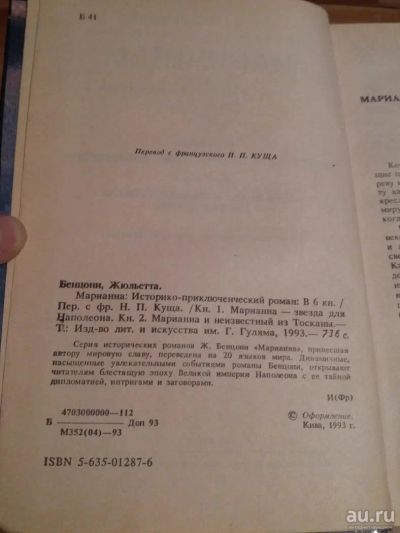 Б 41
Перевод с французского Н. П. КУЩА
Бенцони, Жюльетта.
Марианна: Историко-приключенческий роман: В 6 кн. /
Пер. с фр. Н. П. Куща. /Кн. 1. Марианна — звезда для
Наполеона. Кн. 2. Марианна и неизвестный из Тосканы.—
Т.: Изд-во лит. и искусства им. Г. Гуляма, 1993.— 736 с.
Серия исторических романов Ж. Бенцони «Марианна», принесшая
автору мировую славу, переведена на 20 языков мира. Динамичные,
насыщенные увлекательными событиями романы Бенцони, открывают
читателям блестящую эпоху Великой империи Наполеона с ее тайной
дипломатией, интригами и заговорами.
И(Фр)
4703000000—112
Б Доп 93
М352(04)—93
© Оформление.
Кива, 1993 г.
ISBN 5-635-01287-6
МАРИАН
au.ru